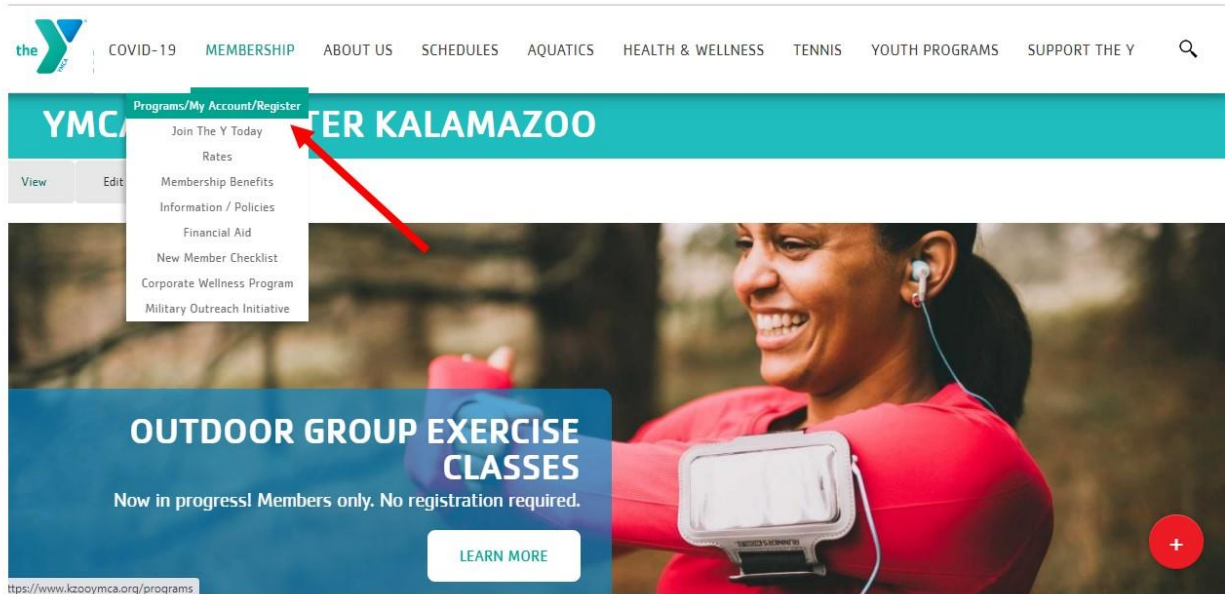 the
YMCA
COVID-19 MEMBERSHIP ABOUT US SCHEDULES AQUATICS HEALTH & WELLNESS TENNIS YOUTH PROGRAMS SUPPORT THE Y
Programs/My Account/Register
Join The Y Today
Rates
Membership Benefits
Information / Policies
Financial Aid
New Member Checklist
Corporate Wellness Program
Military Outreach Initiative
TER KALAMAZOO
View Edit
OUTDOOR GROUP EXERCISE
CLASSES
Now in progress! Members only. No registration required.
LEARN MORE
+
ttps://www.kzooymca.org/programs